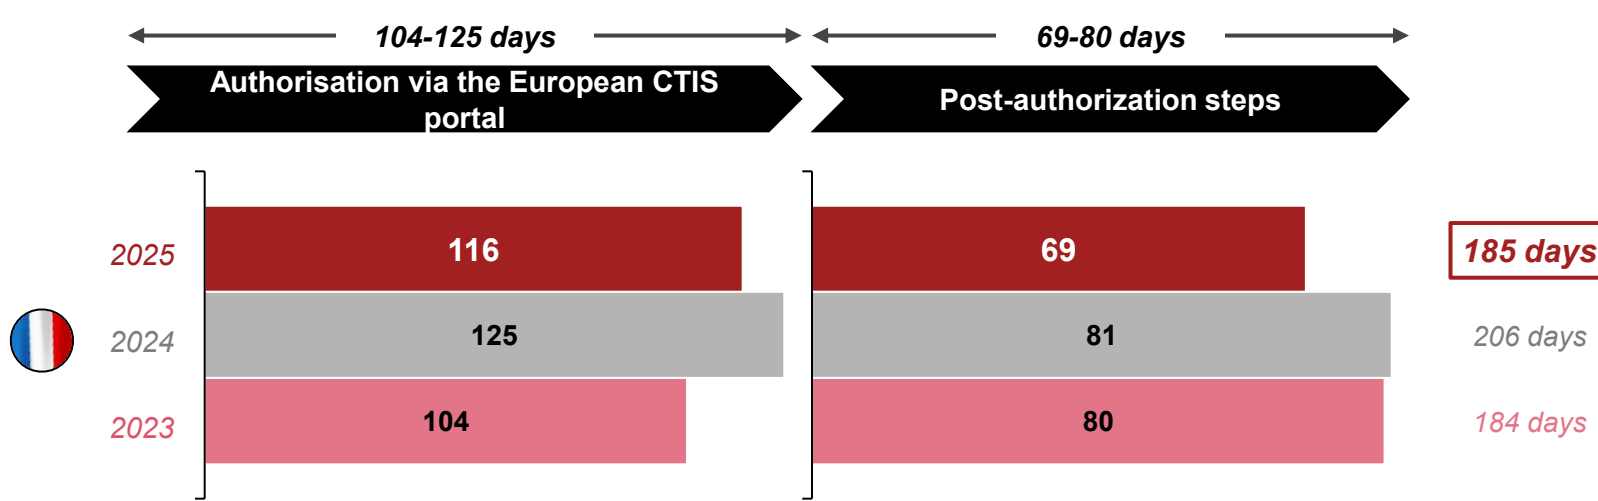 104-125 days
69-80 days
Authorisation via the European CTIS
portal
Post-authorization steps
2025
116
69
185 days
2024
125
81
206 days
2023
104
80
184 days